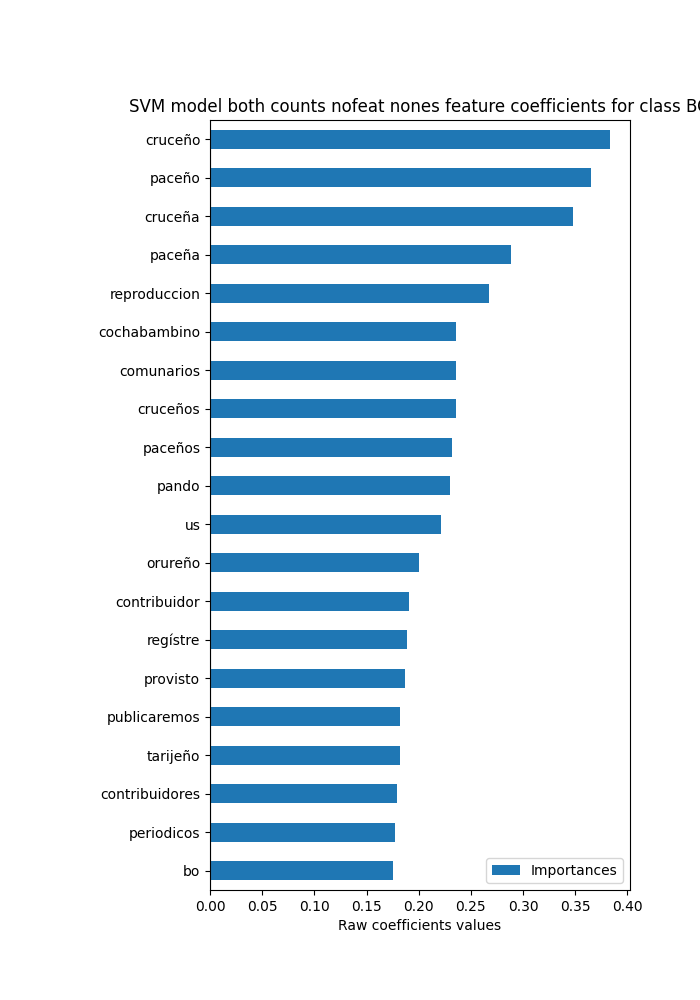 SVM model both counts nofeat nones feature coefficients for class B
cruceño
paceño
cruceña
paceña
reproduccion
cochabambino
comunarios
cruceños
paceños
pando
us
orureño
contribuidor
regístre
provisto
publicaremos
tarijeño
contribuidores
periodicos
bo
Importances
0.00 0.05 0.10 0.15 0.20 0.25 0.30 0.35 0.40
Raw coefficients values